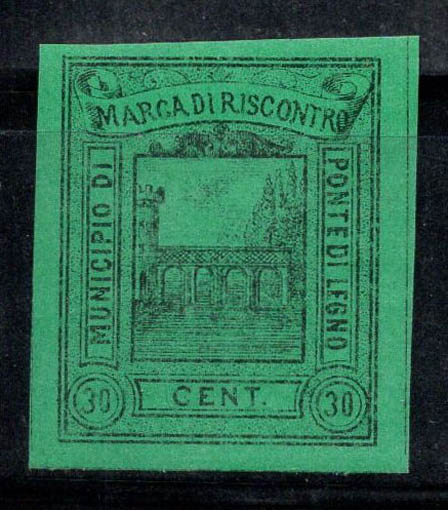 MARCA DI RISCONTRO
MUNICIPIO DI
PONTE DI LEGNO
30
CENT.
30